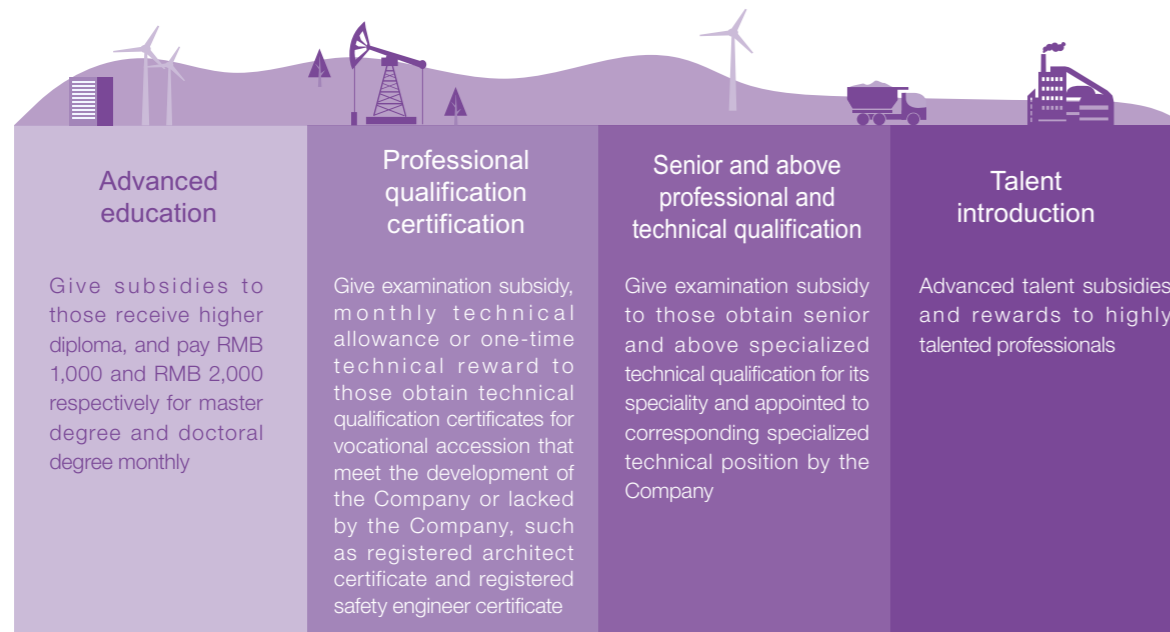 Advanced
education
Give subsidies to
those receive higher
diploma, and pay RMB
1,000 and RMB 2,000
respectively for master
degree and doctoral
degree monthly
Professional
qualification
certification
Give examination subsidy,
monthly technical
allowance or one-time
technical reward to
those obtain technical
qualification certificates for
vocational accession that
meet the development of
the Company or lacked
by the Company, such
as registered architect
certificate and registered
safety engineer certificate
Senior and above
professional and
technical qualification
Give examination subsidy
to those obtain senior
and above specialized
technical qualification for its
speciality and appointed to
corresponding specialized
technical position by the
Company
Talent
introduction
Advanced talent subsidies
and rewards to highly
talented professionals